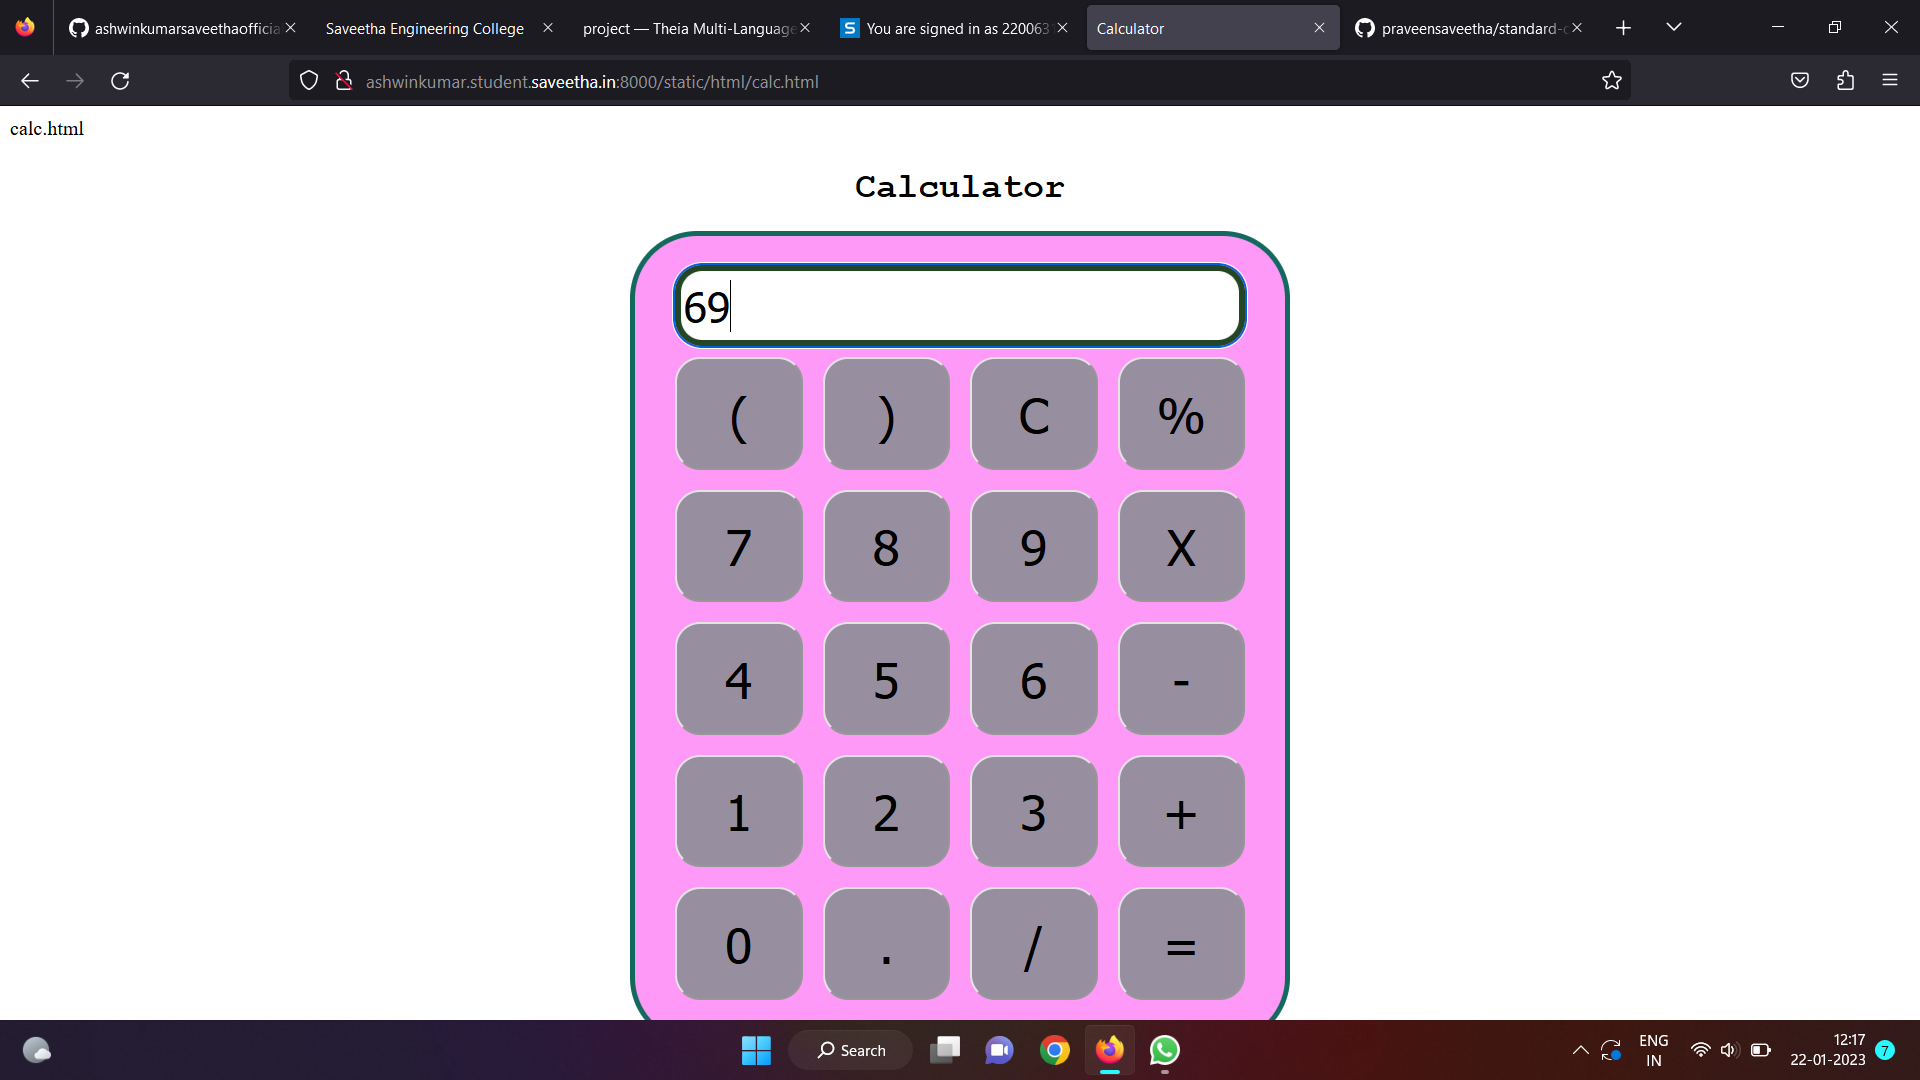 ashwinkumarsaveethaofficia
Saveetha Engineering College
project — Theia Multi-Language
S You are signed in as 220063
Calculator
praveensaveetha/standard-c
ashwinkumar.student.saveetha.in:8000/static/html/calc.html
calc.html
Calculator
69
( ) C %
7 8 9 X
4 5 6 -
1 2 3 +
0 . / =
Search
ENG
IN
12:17
22-01-2023
7